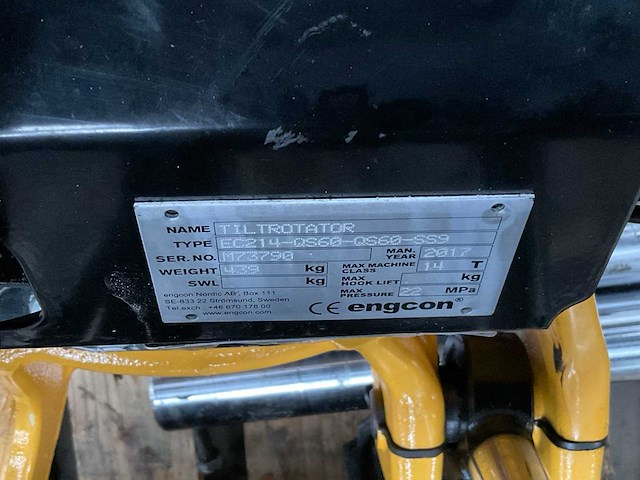 NAME TILTROTATOR
TYPE EC214-QS60-QS60-SS9
SER. NO. M73790 MAN. YEAR 2017
WEIGHT 439 kg MAX MACHINE CLASS 14 T
SWL kg MAX HOOK LIFT kg
MAX PRESSURE 22 MPa
engcon Nordic AB, Box 111
SE-833 22 Strömsund, Sweden
Tel.exch.: +46 670 178 00
www.engcon.com
CE engcon®